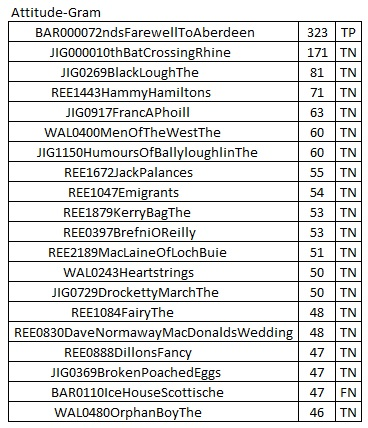 Attitude-Gram
BAR000072ndsFarewellToAberdeen 323 TP
JIG000010thBatCrossingRhine 171 TN
JIG0269BlackLoughThe 81 TN
REE1443HammyHamiltons 71 TN
JIG0917FrancAPhoill 63 TN
WAL0400MenOfTheWestThe 60 TN
JIG1150HumoursOfBallyloughlinThe 60 TN
REE1672JackPalances 55 TN
REE1047Emigrants 54 TN
REE1879KerryBagThe 53 TN
REE0397BrefniOReilly 53 TN
REE2189MacLaineOfLochBuie 51 TN
WAL0243Heartstrings 50 TN
JIG0729DrockettyMarchThe 50 TN
REE1084FairyThe 48 TN
REE0830DaveNormawayMacDonaldsWedding 48 TN
REE0888DillonsFancy 47 TN
JIG0369BrokenPoachedEggs 47 TN
BAR0110IceHouseScottische 47 FN
WAL0480OrphanBoyThe 46 TN